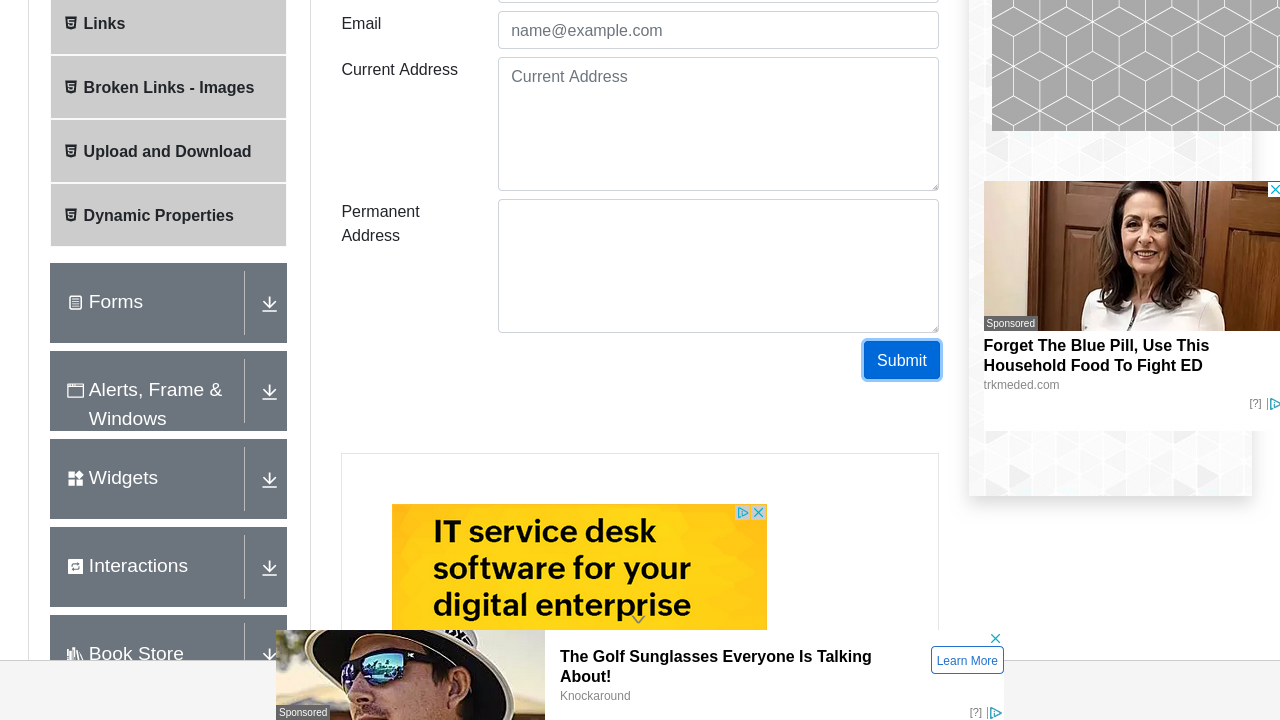 Links
Broken Links - Images
Upload and Download
Dynamic Properties
Forms
Alerts, Frame &
Windows
Widgets
Interactions
Book Store
Email
name@example.com
Current Address
Current Address
Permanent
Address
Submit
IT service desk
software for your
digital enterprise
Sponsored
Forget The Blue Pill, Use This
Household Food To Fight ED
trkmeded.com
[?]
Sponsored
The Golf Sunglasses Everyone Is Talking
About!
Knockaround
Learn More
[?]